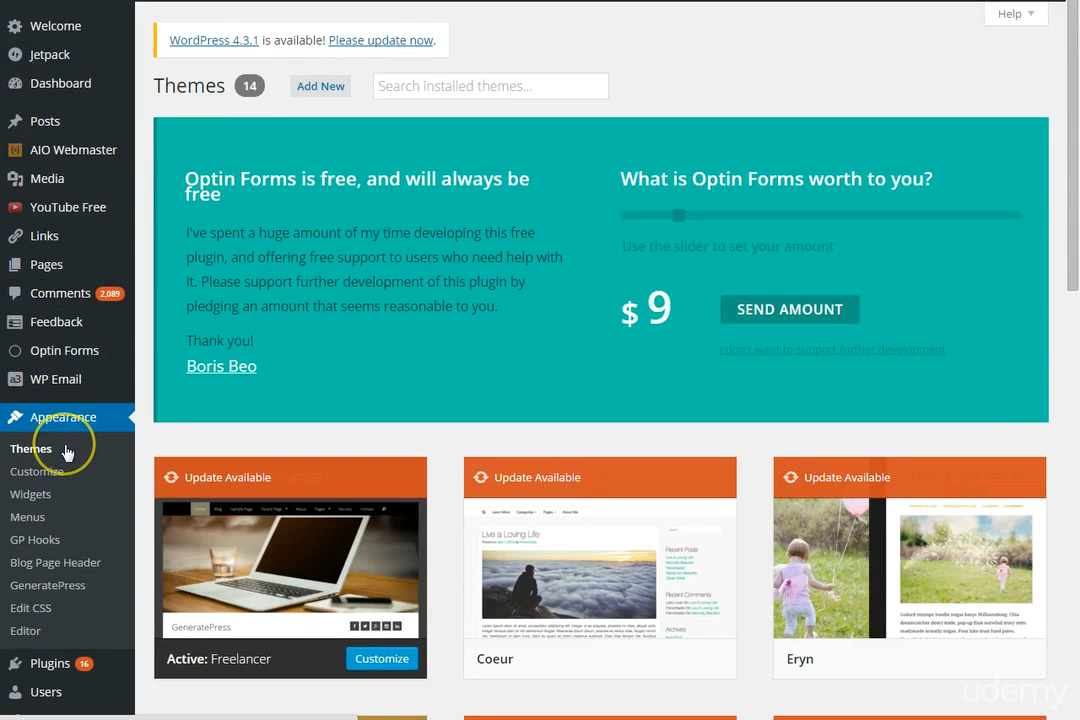 Welcome
Jetpack
Dashboard
Posts
AIO Webmaster
Media
YouTube Free
Links
Pages
Comments 2,089
Feedback
Optin Forms
WP Email
Appearance
Themes
Customize
Widgets
Menus
GP Hooks
Blog Page Header
GeneratePress
Edit CSS
Editor
Plugins 16
Users
Help
WordPress 4.3.1 is available! Please update now.
Themes 14 Add New Search installed themes...
Optin Forms is free, and will always be
free
I've spent a huge amount of my time developing this free
plugin, and offering free support to users who need help with
it. Please support further development of this plugin by
pledging an amount that seems reasonable to you.
Thank you!
Boris Beo
What is Optin Forms worth to you?
Use the slider to set your amount
$ 9 SEND AMOUNT
I don't want to support further development
Update Available
GeneratePress
Active: Freelancer Customize
Update Available
Live a Loving Life
Recent Posts
Recent Comments
Archives
Coeur
Update Available
Eryn
udemy